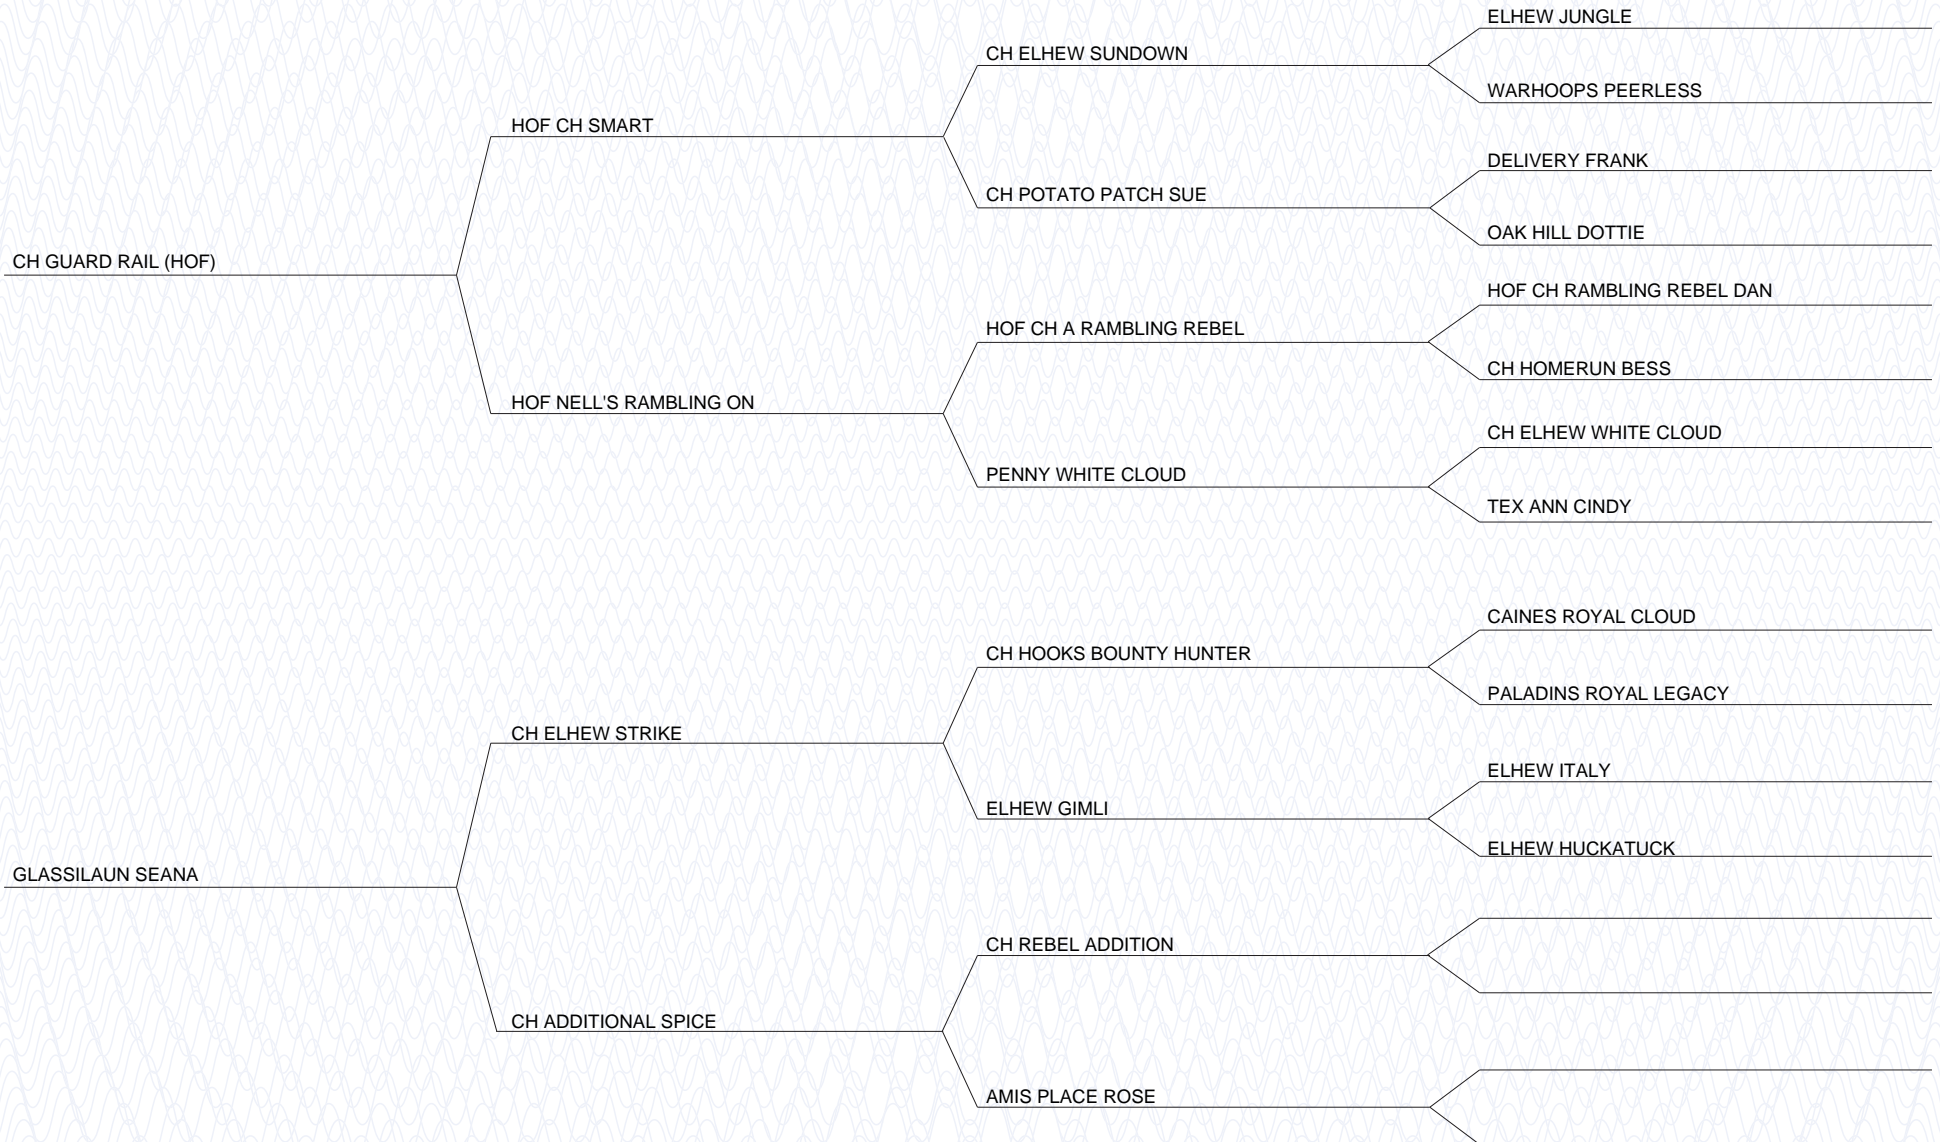 ELHEW JUNGLE
CH ELHEW SUNDOWN
WARHOOPS PEERLESS
HOF CH SMART
DELIVERY FRANK
CH POTATO PATCH SUE
OAK HILL DOTTIE
CH GUARD RAIL (HOF)
HOF CH RAMBLING REBEL DAN
HOF CH A RAMBLING REBEL
CH HOMERUN BESS
HOF NELL'S RAMBLING ON
CH ELHEW WHITE CLOUD
PENNY WHITE CLOUD
TEX ANN CINDY
CAINES ROYAL CLOUD
CH HOOKS BOUNTY HUNTER
PALADINS ROYAL LEGACY
CH ELHEW STRIKE
ELHEW ITALY
ELHEW GIMLI
ELHEW HUCKATUCK
GLASSILAUN SEANA
CH REBEL ADDITION
CH ADDITIONAL SPICE
AMIS PLACE ROSE